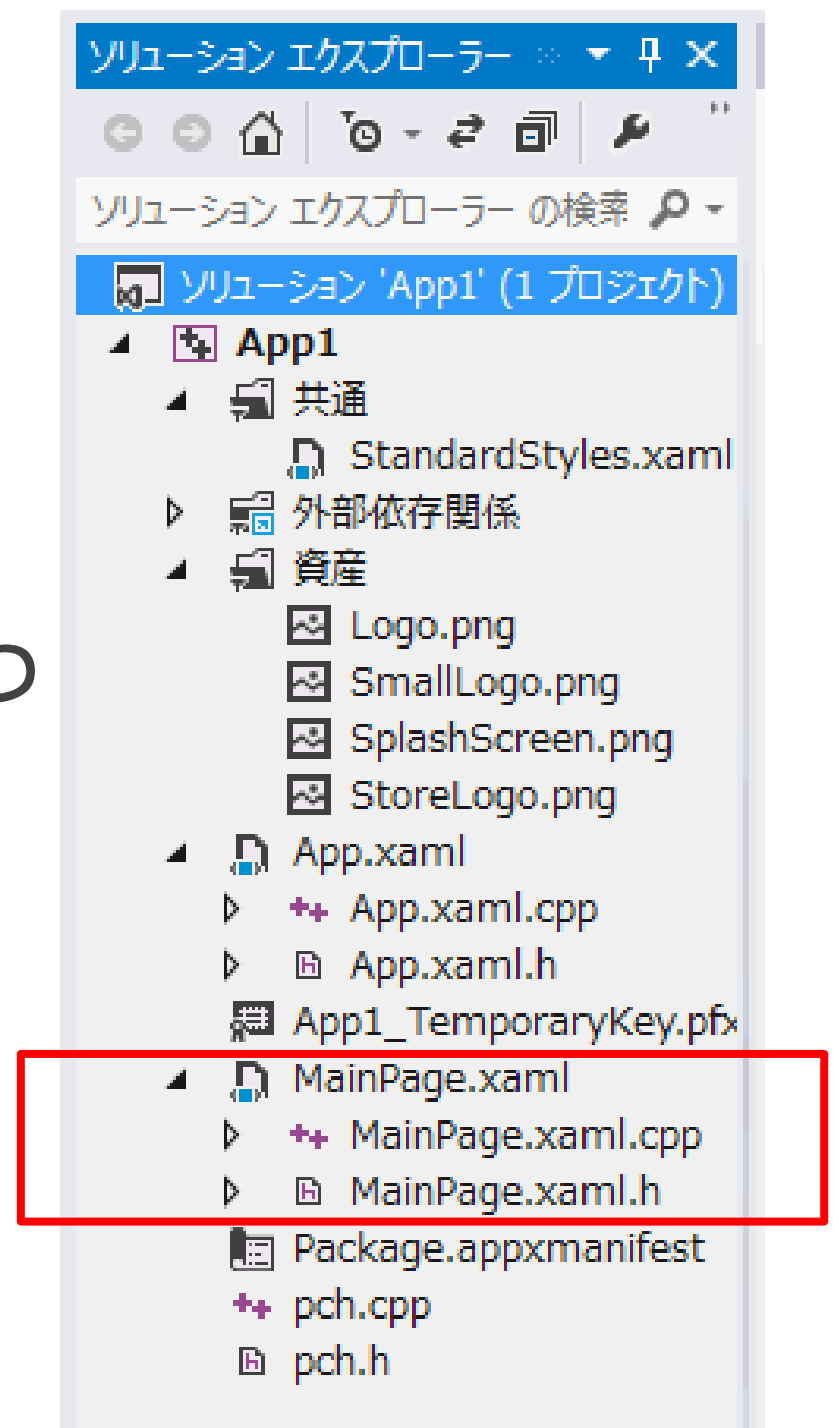 ソリューション エクスプローラー
ソリューション エクスプローラー の検索
ソリューション 'App1' (1 プロジェクト)
App1
共通
StandardStyles.xaml
外部依存関係
資産
Logo.png
SmallLogo.png
SplashScreen.png
StoreLogo.png
App.xaml
App.xaml.cpp
App.xaml.h
App1_TemporaryKey.pfx
MainPage.xaml
MainPage.xaml.cpp
MainPage.xaml.h
Package.appxmanifest
pch.cpp
pch.h